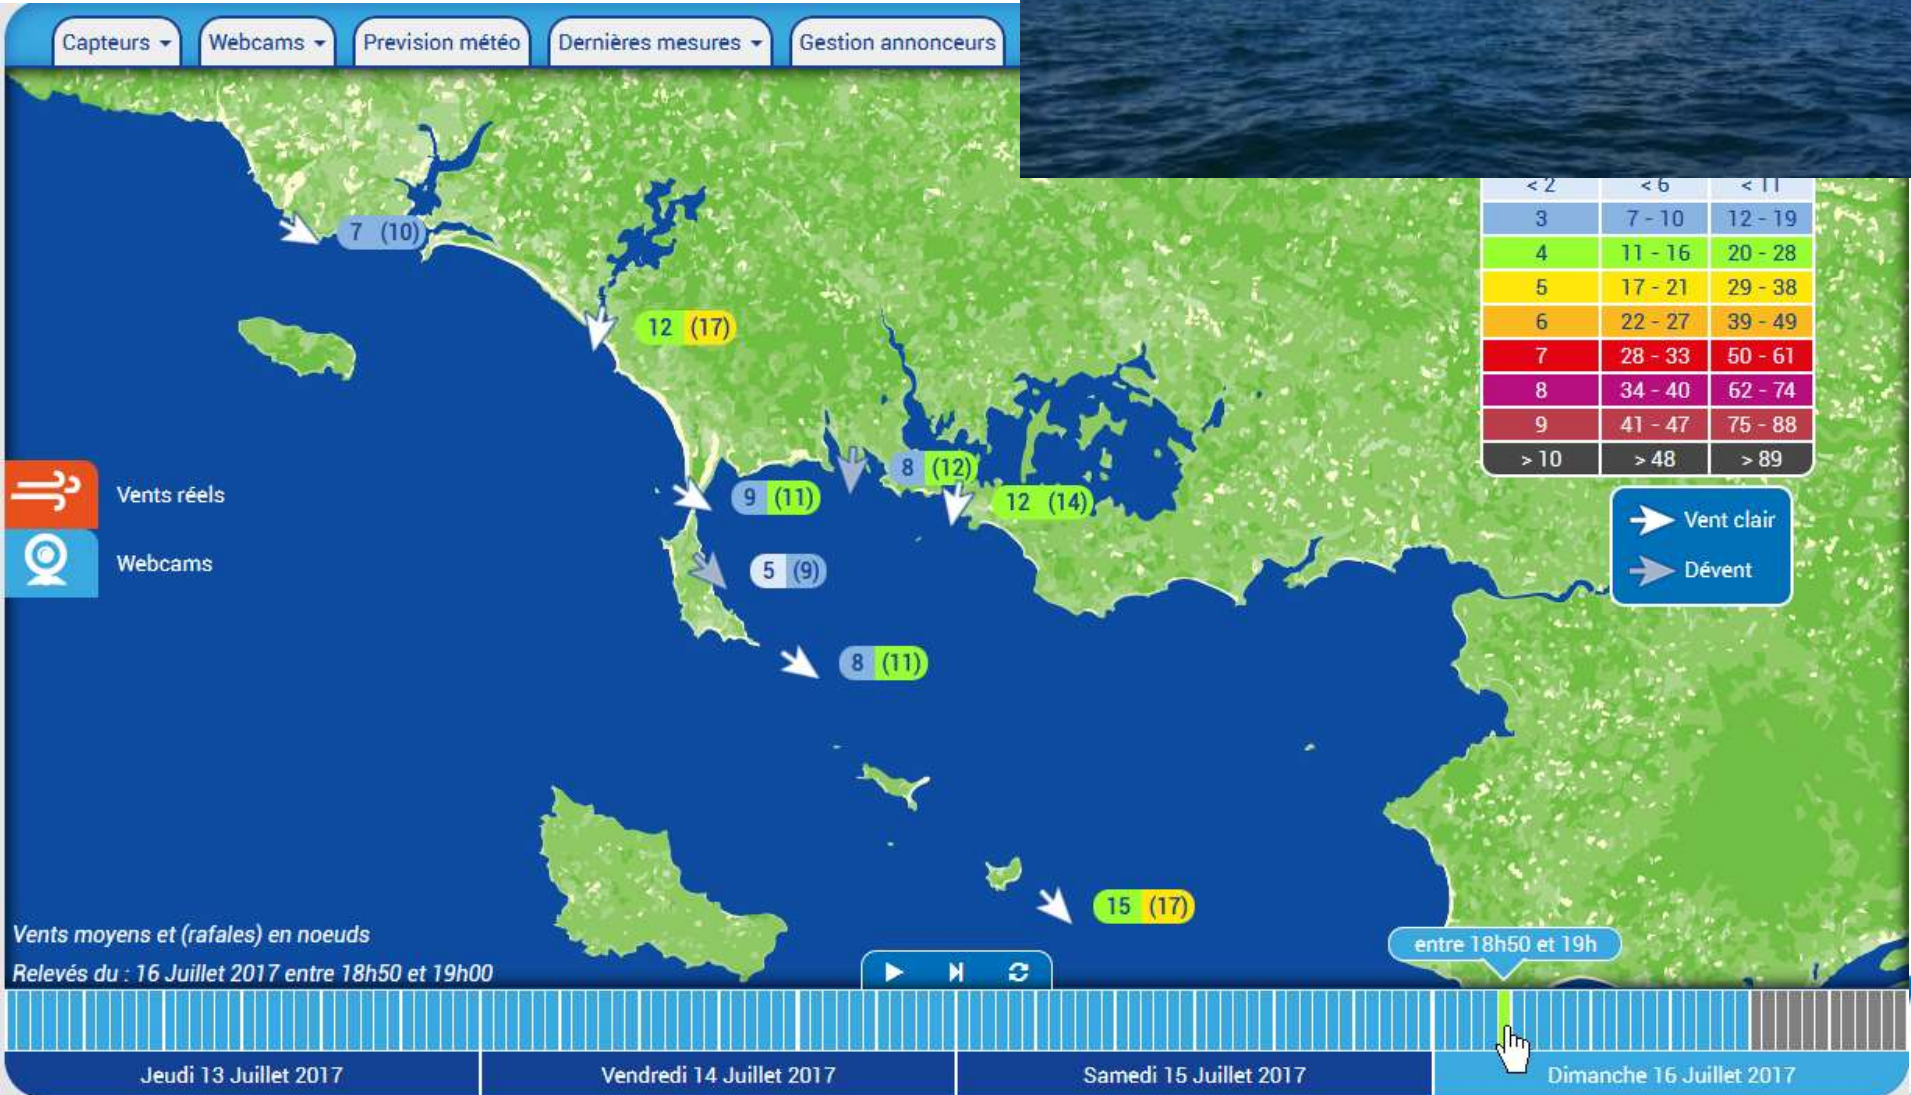 Capteurs Webcams Prevision météo Dernières mesures Gestion annonceurs
< 2 < 6 < 11
3 7 - 10 12 - 19
4 11 - 16 20 - 28
5 17 - 21 29 - 38
6 22 - 27 39 - 49
7 28 - 33 50 - 61
8 34 - 40 62 - 74
9 41 - 47 75 - 88
> 10 > 48 > 89
7 (10)
12 (17)
8 (12)
9 (11)
12 (14)
Vents réels
Vent clair
Webcams
Dévent
5 (9)
8 (11)
15 (17)
Vents moyens et (rafales) en noeuds
entre 18h50 et 19h
Relevés du : 16 Juillet 2017 entre 18h50 et 19h00
Jeudi 13 Juillet 2017 Vendredi 14 Juillet 2017 Samedi 15 Juillet 2017 Dimanche 16 Juillet 2017